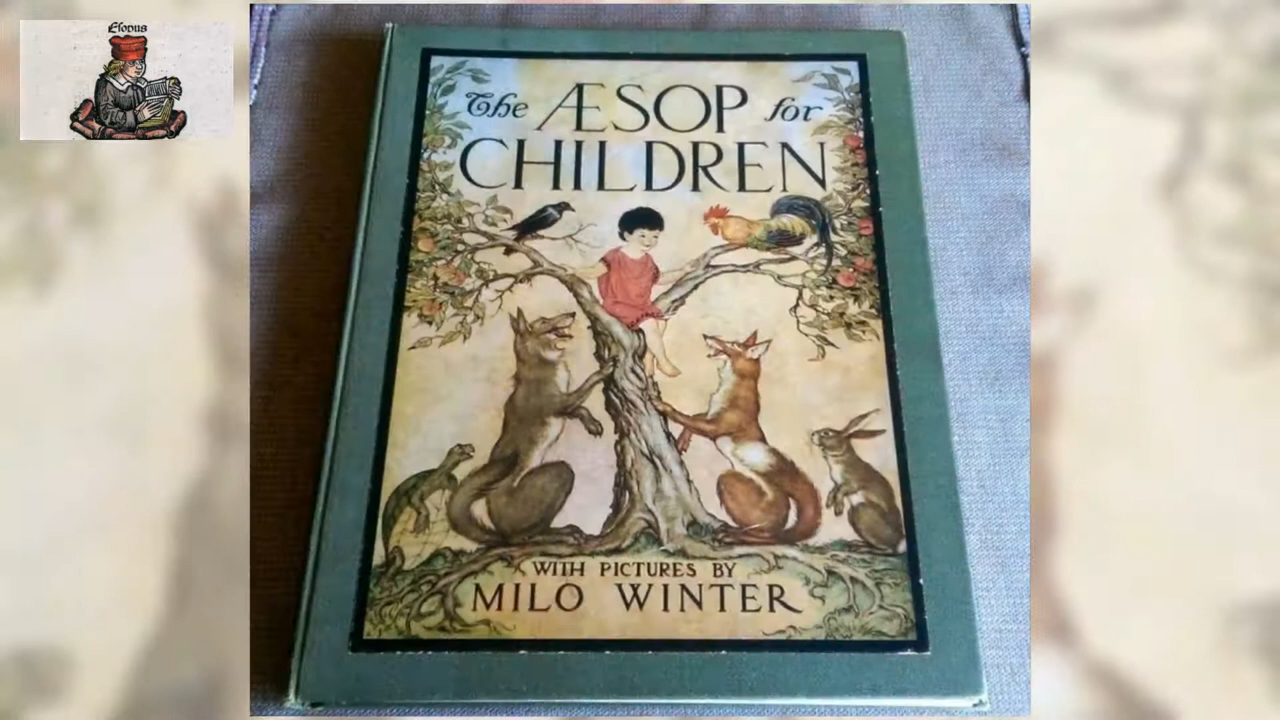 Esopus
The ÆSOP for
CHILDREN
WITH PICTURES BY
MILO WINTER